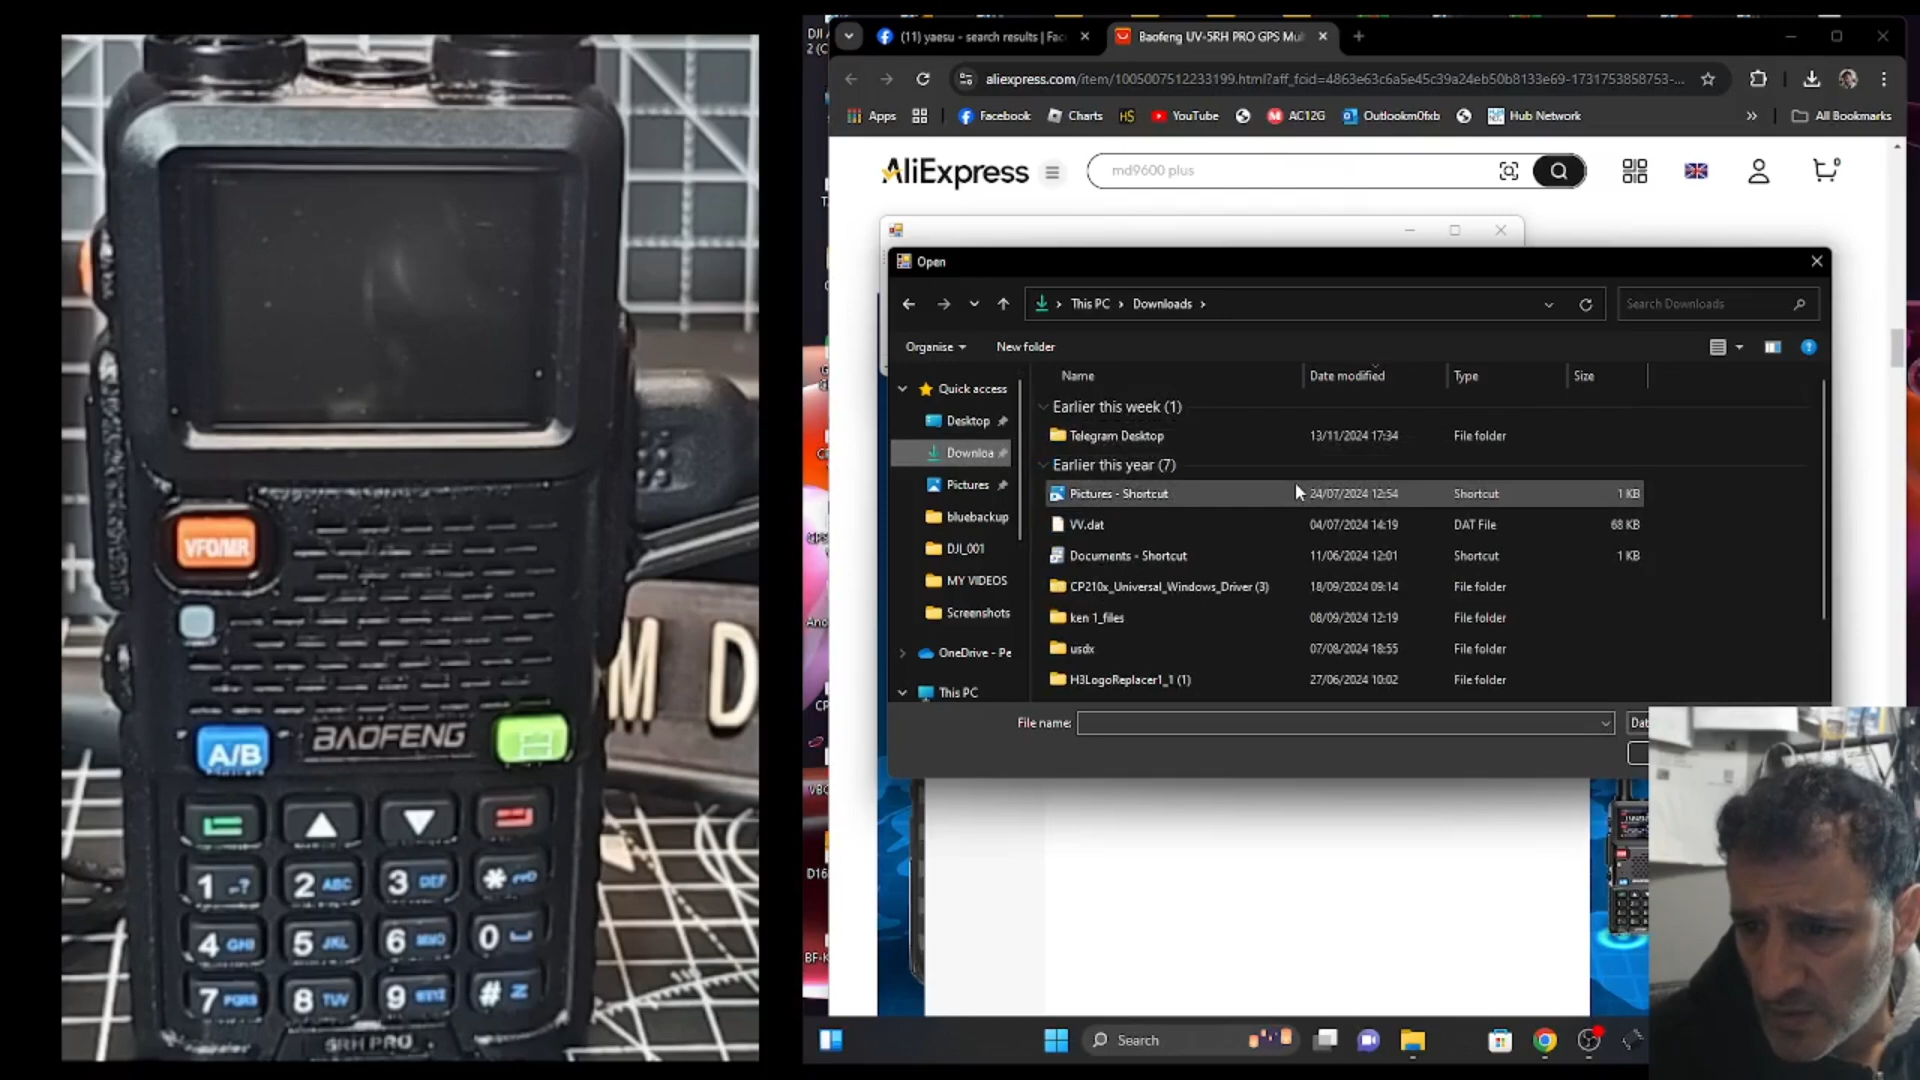 VFO/MR
A/B
BAOFENG
1 -?
2 ABC
3 DEF
*
4 GHI
5 JKL
6 MNO
0
7 PQRS
8 TUV
9 WXYZ
#
5RH PRO
M D
(11) yaesu - search results | Fac
Baofeng UV-5RH PRO GPS Mul
aliexpress.com/item/1005007512233199.html?aff_fcid=4863e63c6a5e45c39a24eb50b8133e69-1731753858753-...
Apps
Facebook
Charts
HS
YouTube
AC12G
Outlookm0fxb
Hub Network
»
All Bookmarks
AliExpress
md9600 plus
0
Open
This PC > Downloads >
Search Downloads
Organise
New folder
Name Date modified Type Size
Quick access
Desktop
Downloa
Pictures
bluebackup
DJI_001
MY VIDEOS
Screenshots
OneDrive - Pe
This PC
Earlier this week (1)
Telegram Desktop 13/11/2024 17:34 File folder
Earlier this year (7)
Pictures - Shortcut 24/07/2024 12:54 Shortcut 1 KB
VV.dat 04/07/2024 14:19 DAT File 68 KB
Documents - Shortcut 11/06/2024 12:01 Shortcut 1 KB
CP210x_Universal_Windows_Driver (3) 18/09/2024 09:14 File folder
ken 1_files 08/09/2024 12:19 File folder
usdx 07/08/2024 18:55 File folder
H3LogoReplacer1_1 (1) 27/06/2024 10:02 File folder
File name:
Dat
Search